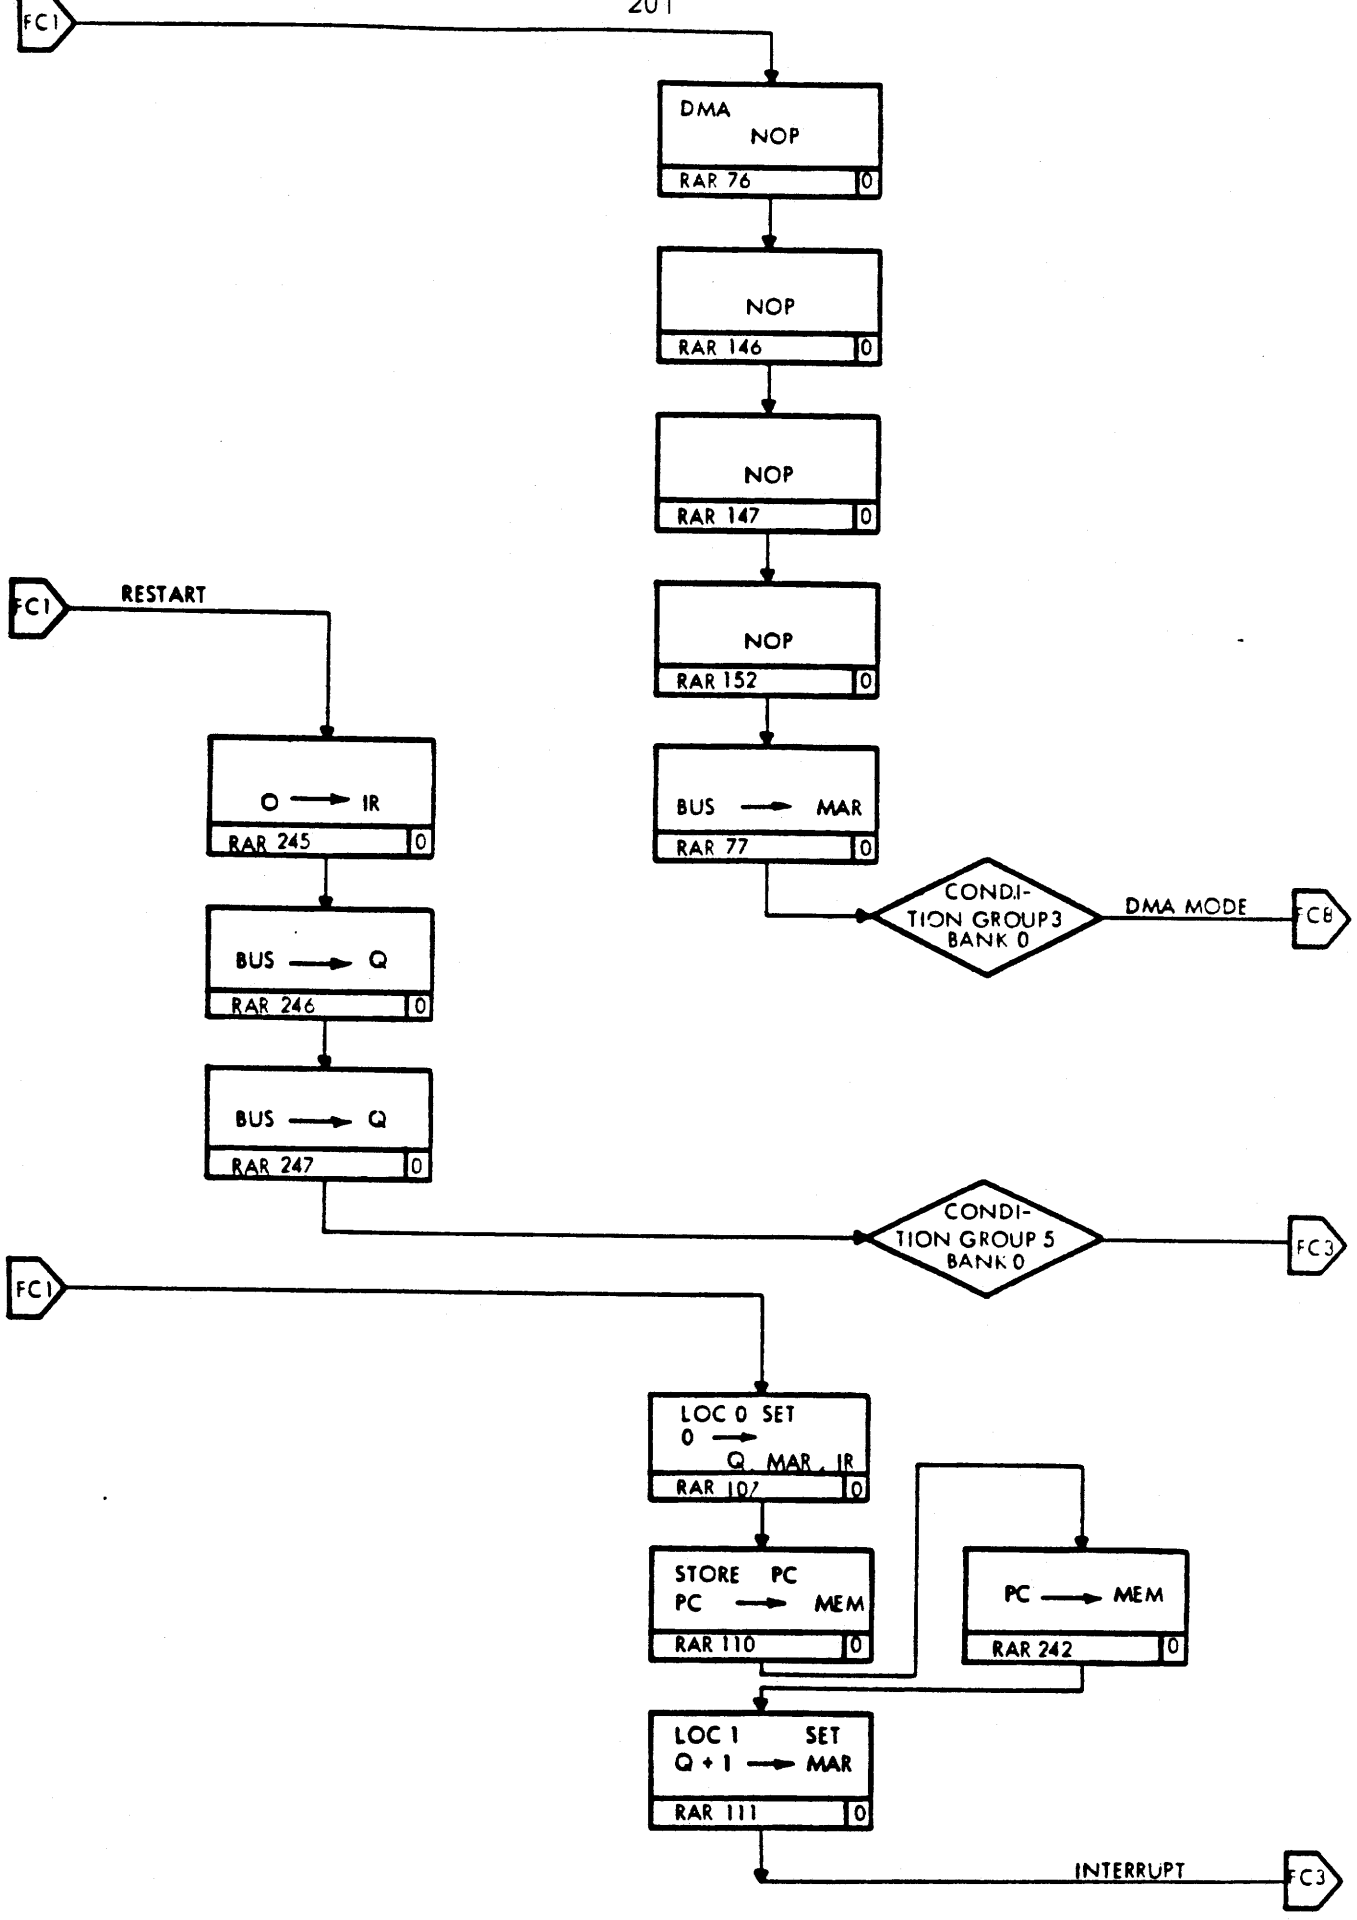 201
FC1
DMA
NOP
RAR 76 0
NOP
RAR 146 0
NOP
RAR 147 0
NOP
RAR 152 0
BUS → MAR
RAR 77 0
CONDI-
TION GROUP 3
BANK 0
DMA MODE
FC8
FC1
RESTART
O → IR
RAR 245 0
BUS → Q
RAR 246 0
BUS → Q
RAR 247 0
CONDI-
TION GROUP 5
BANK 0
FC3
FC1
LOC 0 SET
0 →
Q, MAR, IR
RAR 107 0
STORE PC
PC → MEM
RAR 110 0
PC → MEM
RAR 242 0
LOC 1 SET
Q + 1 → MAR
RAR 111 0
INTERRUPT
FC3